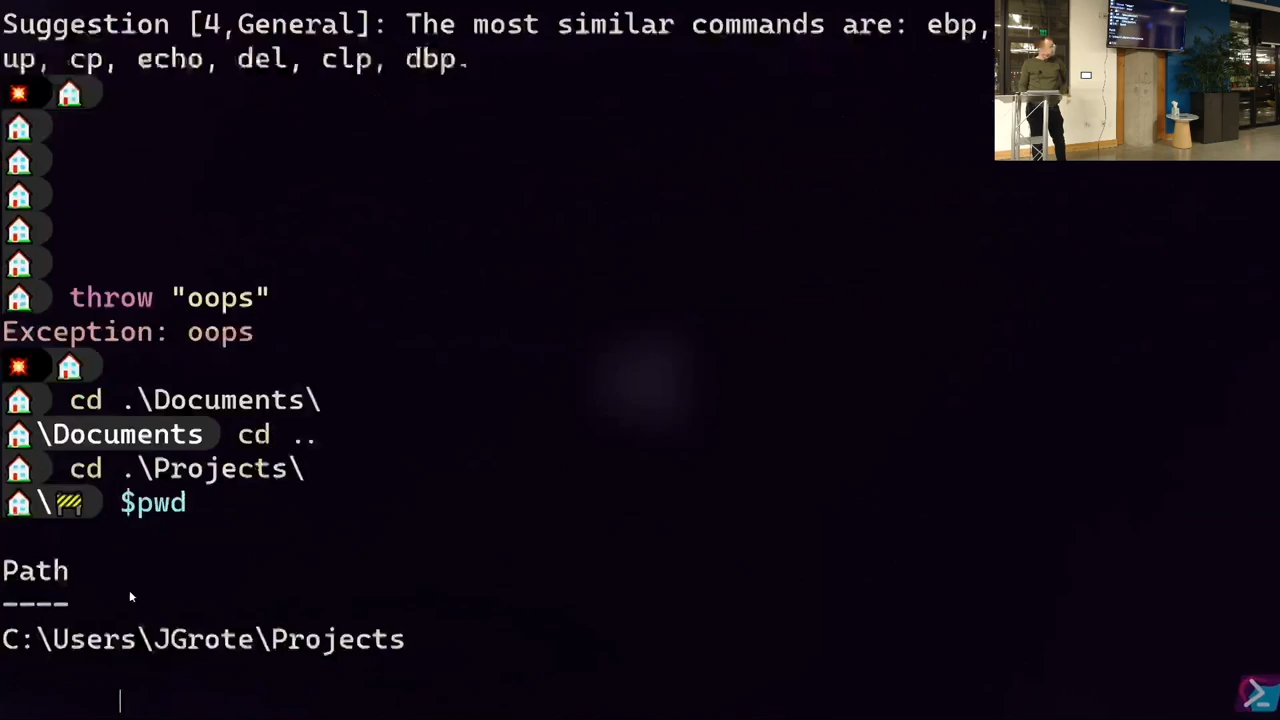 Suggestion [4,General]: The most similar commands are: ebp,
up, cp, echo, del, clp, dbp.
throw "oops"
Exception: oops
cd .\Documents\
\Documents cd ..
cd .\Projects\
\ $pwd
Path
----
C:\Users\JGrote\Projects